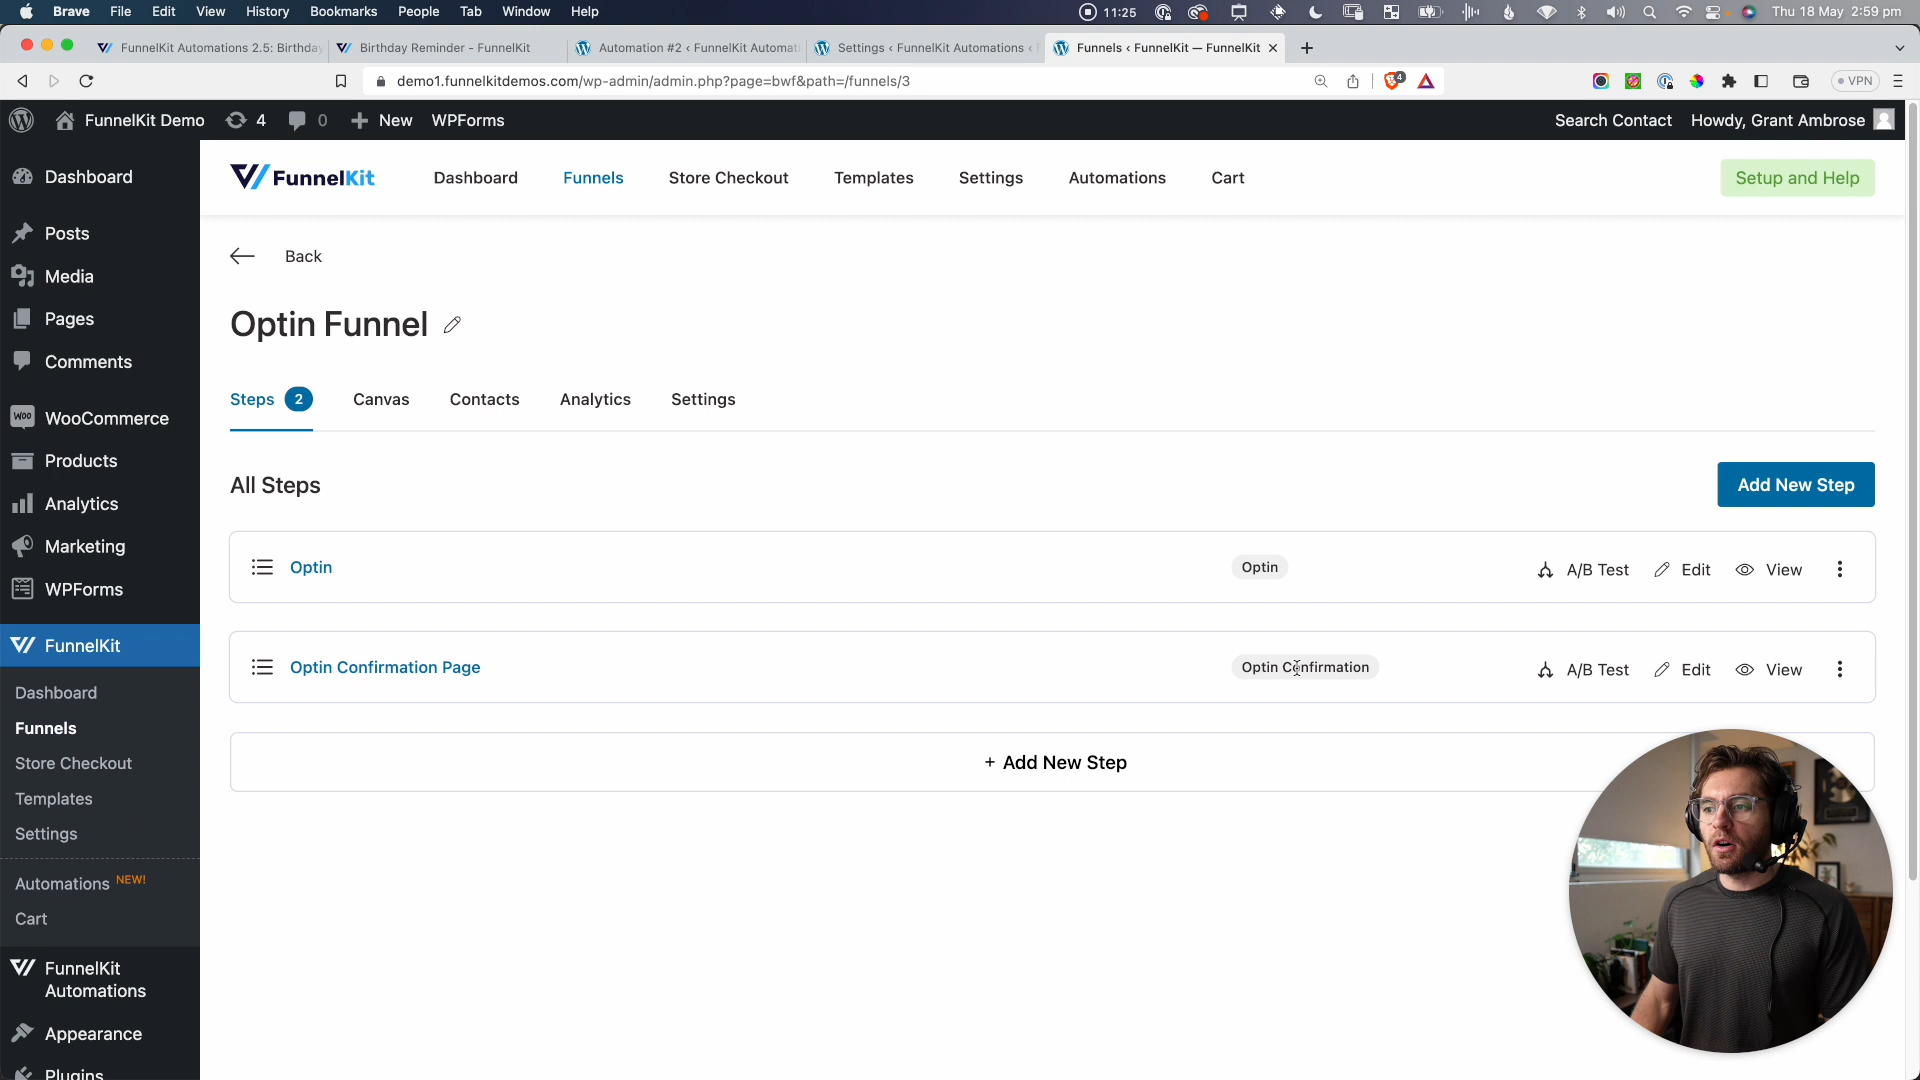 Brave File Edit View History Bookmarks People Tab Window Help
11:25
Thu 18 May 2:59 pm
FunnelKit Automations 2.5: Birthday
Birthday Reminder - FunnelKit
Automation #2 ‹ FunnelKit Automati
Settings ‹ FunnelKit Automations ‹
Funnels ‹ FunnelKit — FunnelKit
demo1.funnelkitdemos.com/wp-admin/admin.php?page=bwf&path=/funnels/3
4
VPN
FunnelKit Demo 4 0 New WPForms
Search Contact Howdy, Grant Ambrose
Dashboard
Posts
Media
Pages
Comments
Woo WooCommerce
Products
Analytics
Marketing
WPForms
FunnelKit
Dashboard
Funnels
Store Checkout
Templates
Settings
Automations NEW!
Cart
FunnelKit
Automations
Appearance
Plugins
FunnelKit Dashboard Funnels Store Checkout Templates Settings Automations Cart
Setup and Help
Back
Optin Funnel
Steps 2 Canvas Contacts Analytics Settings
All Steps
Add New Step
Optin Optin A/B Test Edit View
Optin Confirmation Page Optin Confirmation A/B Test Edit View
+ Add New Step